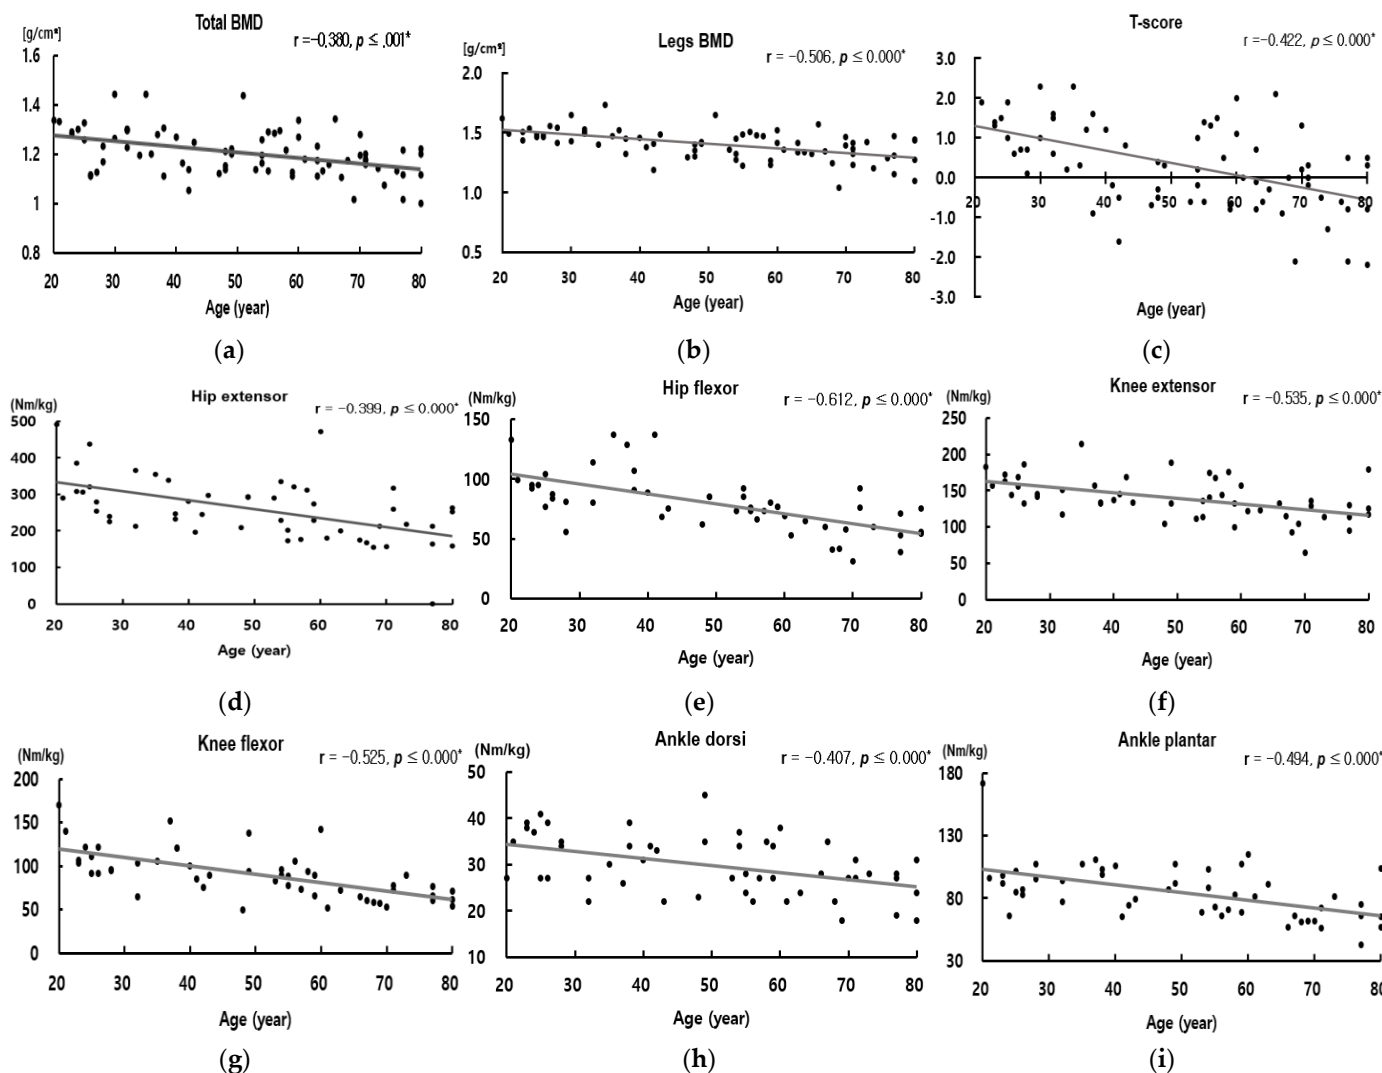 Total BMD
[g/cm²]
r =−0.380, p ≤ .001*
1.6
1.4
1.2
1
0.8
20 30 40 50 60 70 80
Age (year)
(a)
Legs BMD
[g/cm²]
r = −0.506, p ≤ 0.000*
2.0
1.5
1.0
0.5
20 30 40 50 60 70 80
Age (year)
(b)
T-score
r =−0.422, p ≤ 0.000*
3.0
2.0
1.0
0.0
-1.0
-2.0
-3.0
20 30 40 50 60 70 80
Age (year)
(c)
Hip extensor
(Nm/kg)
r = −0.399, p ≤ 0.000*
500
400
300
200
100
0
20 30 40 50 60 70 80
Age (year)
(d)
Hip flexor
(Nm/kg)
r = −0.612, p ≤ 0.000*
150
100
50
0
20 30 40 50 60 70 80
Age (year)
(e)
Knee extensor
(Nm/kg)
r = −0.535, p ≤ 0.000*
250
200
150
100
50
0
20 30 40 50 60 70 80
Age (year)
(f)
Knee flexor
(Nm/kg)
r = −0.525, p ≤ 0.000*
200
150
100
50
0
20 30 40 50 60 70 80
Age (year)
(g)
Ankle dorsi
(Nm/kg)
r = −0.407, p ≤ 0.000*
50
40
30
20
10
20 30 40 50 60 70 80
Age (year)
(h)
Ankle plantar
(Nm/kg)
r = −0.494, p ≤ 0.000*
180
130
80
30
20 30 40 50 60 70 80
Age (year)
(i)